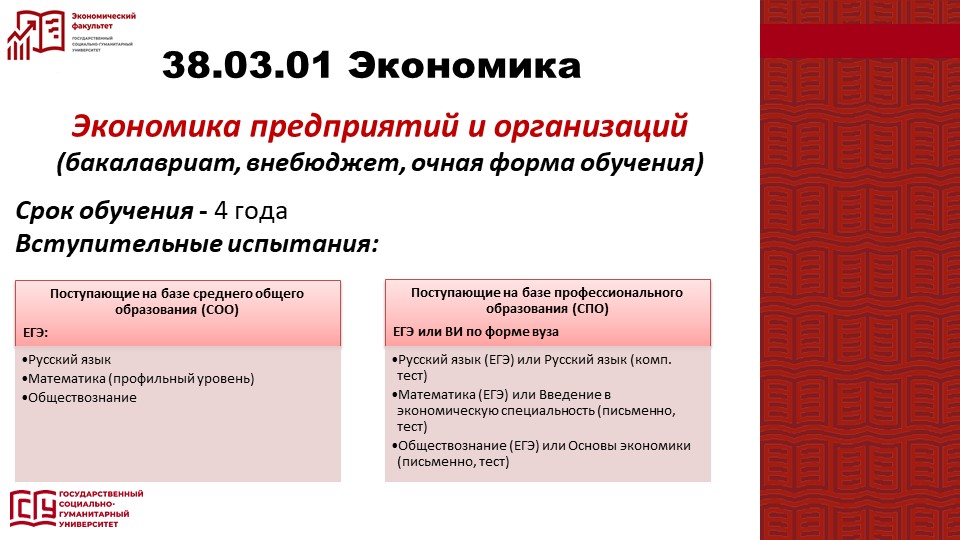 Экономический
факультет
ГОСУДАРСТВЕННЫЙ
СОЦИАЛЬНО-ГУМАНИТАРНЫЙ
УНИВЕРСИТЕТ
38.03.01 Экономика
Экономика предприятий и организаций
(бакалавриат, внебюджет, очная форма обучения)
Срок обучения - 4 года
Вступительные испытания:
Поступающие на базе среднего общего
образования (СОО)
ЕГЭ:
•Русский язык
•Математика (профильный уровень)
•Обществознание
Поступающие на базе профессионального
образования (СПО)
ЕГЭ или ВИ по форме вуза
•Русский язык (ЕГЭ) или Русский язык (комп.
тест)
•Математика (ЕГЭ) или Введение в
экономическую специальность (письменно,
тест)
•Обществознание (ЕГЭ) или Основы экономики
(письменно, тест)
ГСГУ
ГОСУДАРСТВЕННЫЙ
СОЦИАЛЬНО-
ГУМАНИТАРНЫЙ
УНИВЕРСИТЕТ